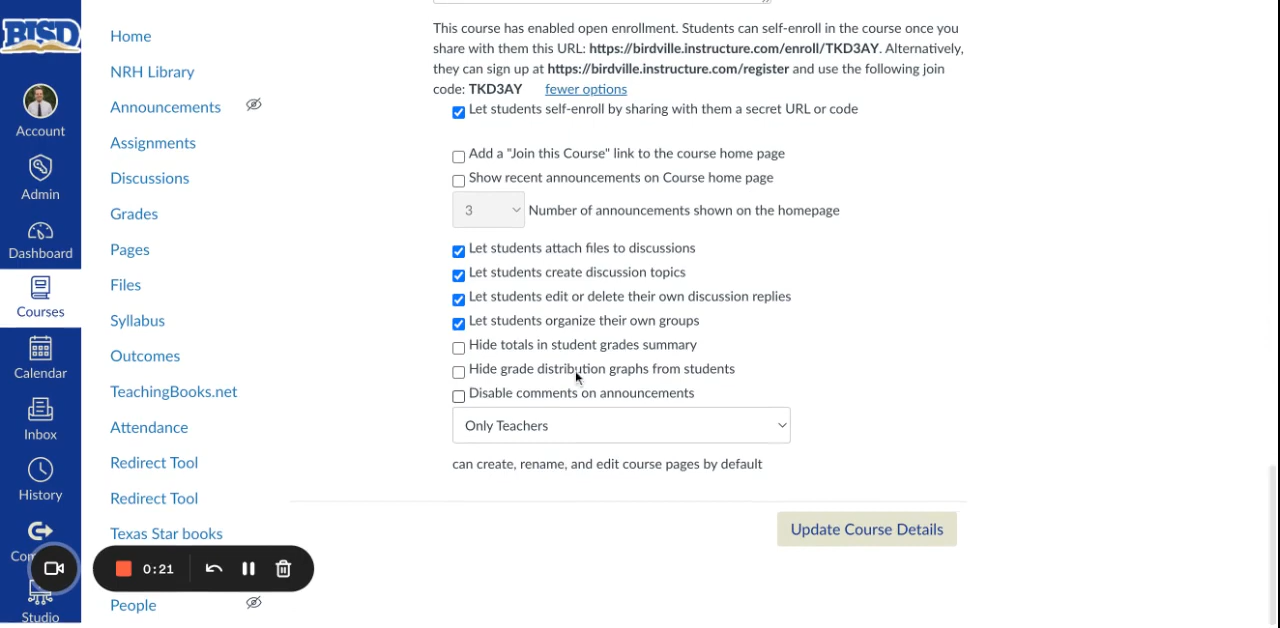 BISD
Account
Admin
Dashboard
Courses
Calendar
Inbox
History
Studio
Home
NRH Library
Announcements
Assignments
Discussions
Grades
Pages
Files
Syllabus
Outcomes
TeachingBooks.net
Attendance
Redirect Tool
Redirect Tool
Texas Star books
0:21
People
This course has enabled open enrollment. Students can self-enroll in the course once you
share with them this URL: https://birdville.instructure.com/enroll/TKD3AY. Alternatively,
they can sign up at https://birdville.instructure.com/register and use the following join
code: TKD3AY fewer options
Let students self-enroll by sharing with them a secret URL or code
Add a "Join this Course" link to the course home page
Show recent announcements on Course home page
3 Number of announcements shown on the homepage
Let students attach files to discussions
Let students create discussion topics
Let students edit or delete their own discussion replies
Let students organize their own groups
Hide totals in student grades summary
Hide grade distribution graphs from students
Disable comments on announcements
Only Teachers
can create, rename, and edit course pages by default
Update Course Details